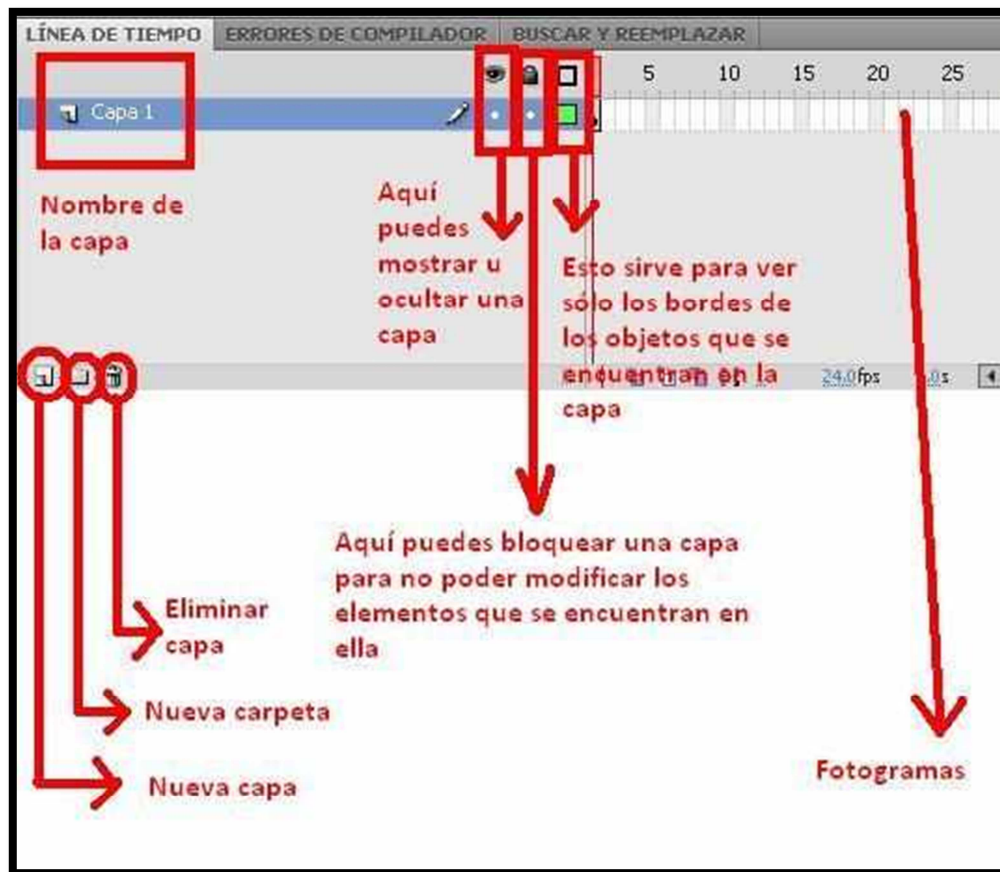 LÍNEA DE TIEMPO ERRORES DE COMPILADOR BUSCAR Y REEMPLAZAR
5 10 15 20 25
Capa 1
Nombre de
la capa
Aquí
puedes
mostrar u
ocultar una
capa
Esto sirve para ver
sólo los bordes de
los objetos que se
encuentran en la
capa
24.0fps .0s
Aquí puedes bloquear una capa
para no poder modificar los
elementos que se encuentran en
ella
Eliminar
capa
Nueva carpeta
Nueva capa
Fotogramas